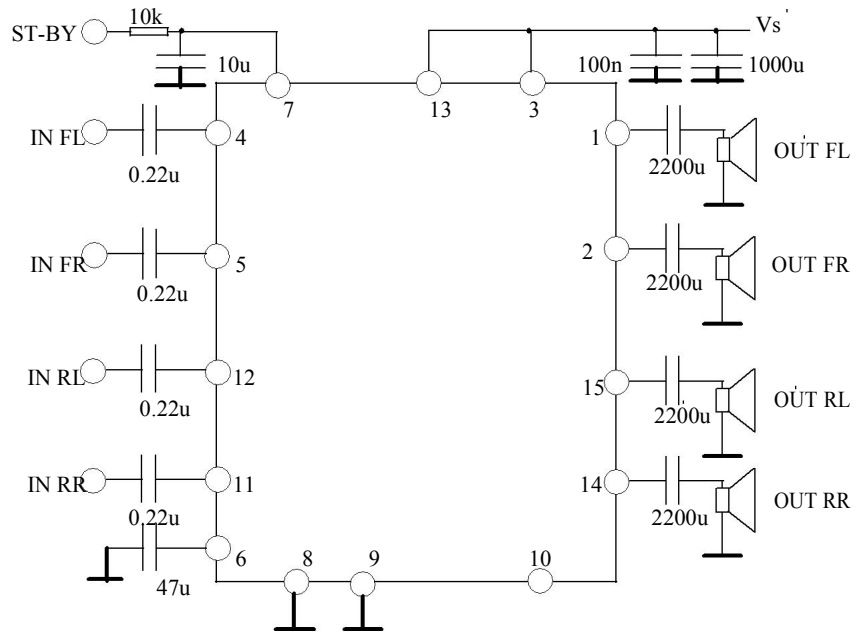 10k
ST-BY
Vs
10u
100n
1000u
7
13
3
IN FL
4
1
OUT FL
0.22u
2200u
IN FR
5
2
OUT FR
0.22u
2200u
IN RL
12
15
OUT RL
0.22u
2200u
IN RR
11
14
OUT RR
0.22u
2200u
6
8
9
10
47u